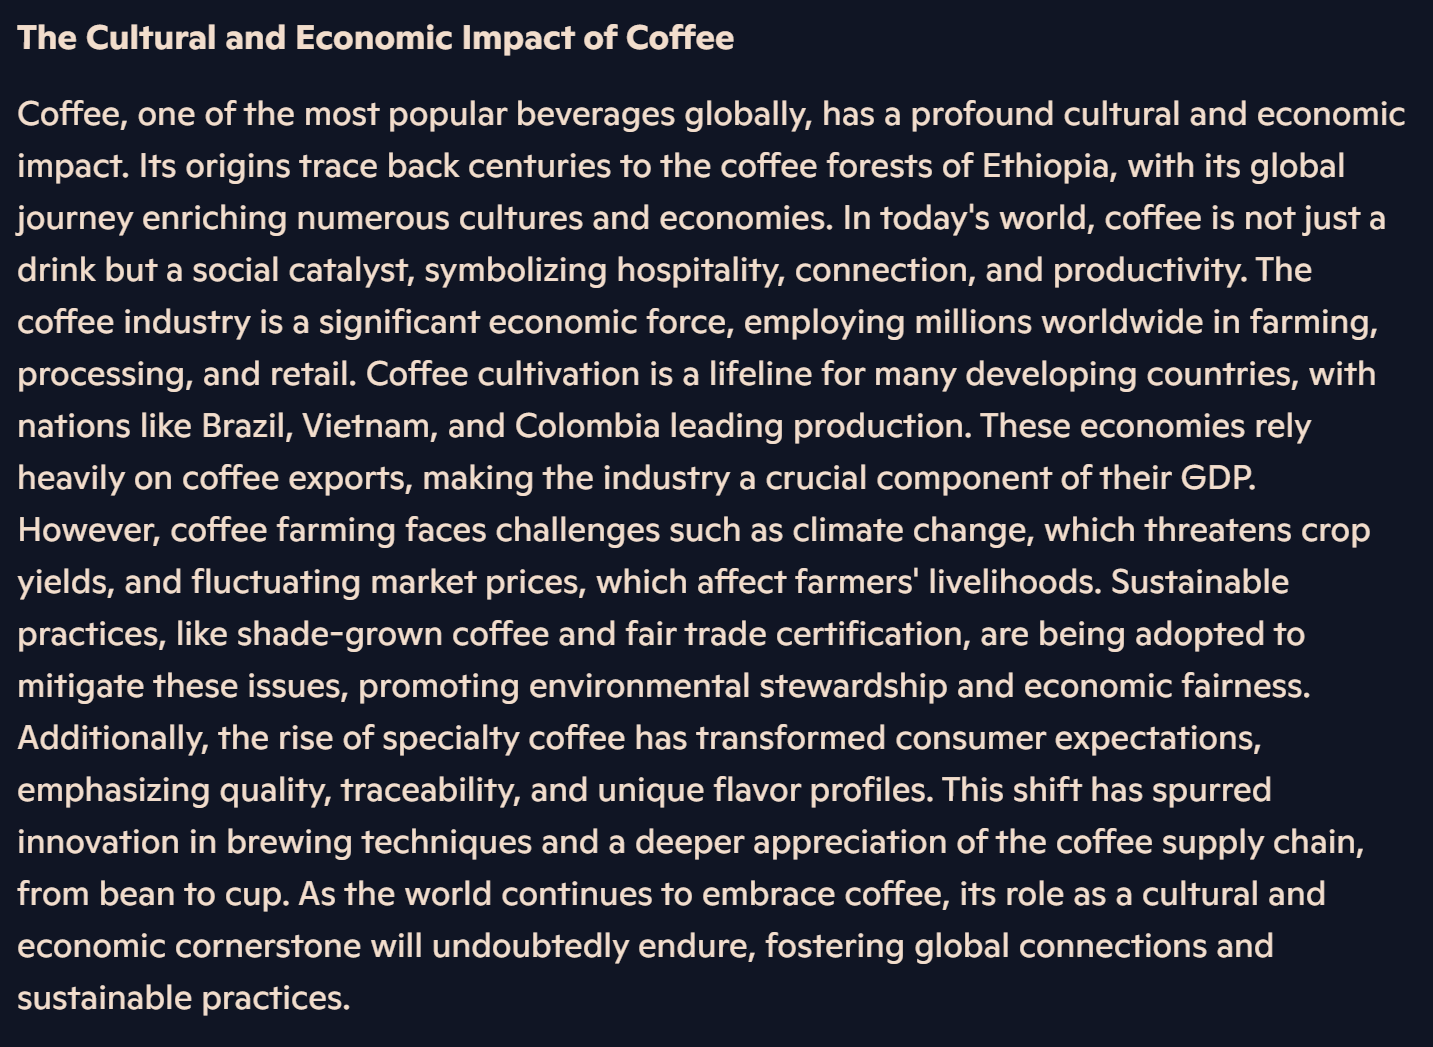 The Cultural and Economic Impact of Coffee
Coffee, one of the most popular beverages globally, has a profound cultural and economic
impact. Its origins trace back centuries to the coffee forests of Ethiopia, with its global
journey enriching numerous cultures and economies. In today's world, coffee is not just a
drink but a social catalyst, symbolizing hospitality, connection, and productivity. The
coffee industry is a significant economic force, employing millions worldwide in farming,
processing, and retail. Coffee cultivation is a lifeline for many developing countries, with
nations like Brazil, Vietnam, and Colombia leading production. These economies rely
heavily on coffee exports, making the industry a crucial component of their GDP.
However, coffee farming faces challenges such as climate change, which threatens crop
yields, and fluctuating market prices, which affect farmers' livelihoods. Sustainable
practices, like shade-grown coffee and fair trade certification, are being adopted to
mitigate these issues, promoting environmental stewardship and economic fairness.
Additionally, the rise of specialty coffee has transformed consumer expectations,
emphasizing quality, traceability, and unique flavor profiles. This shift has spurred
innovation in brewing techniques and a deeper appreciation of the coffee supply chain,
from bean to cup. As the world continues to embrace coffee, its role as a cultural and
economic cornerstone will undoubtedly endure, fostering global connections and
sustainable practices.